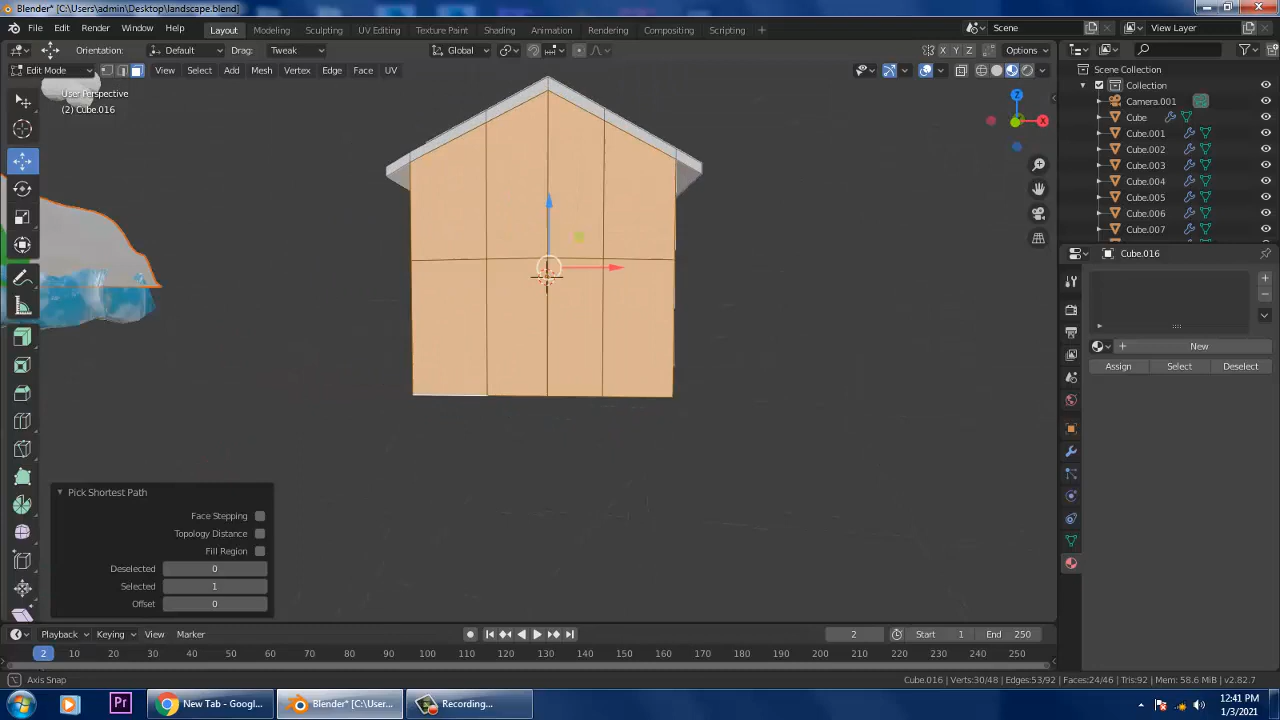 Blender* [C:\Users\admin\Desktop\landscape.blend]
File Edit Render Window Help Layout Modeling Sculpting UV Editing Texture Paint Shading Animation Rendering Compositing Scripting + Scene View Layer
Orientation: Default Drag: Tweak Global X Y Z Options
Edit Mode View Select Add Mesh Vertex Edge Face UV
User Perspective
(2) Cube.016
Z
X
Scene Collection
Collection
Camera.001
Cube
Cube.001
Cube.002
Cube.003
Cube.004
Cube.005
Cube.006
Cube.007
Cube.016
+ New
Assign Select Deselect
Pick Shortest Path
Face Stepping
Topology Distance
Fill Region
Deselected 0
Selected 1
Offset 0
Playback Keying View Marker 2 Start 1 End 250
2 10 20 30 40 50 60 70 80 90 100 110 120 130 140 150 160 170 180 190 200 210 220 230 240 250
Axis Snap Cube.016 | Verts:30/48 | Edges:53/92 | Faces:24/46 | Tris:92 | Mem: 58.6 MiB | v2.82.7
Pr New Tab - Googl... Blender* [C:\Use... Recording... 12:41 PM
1/3/2021